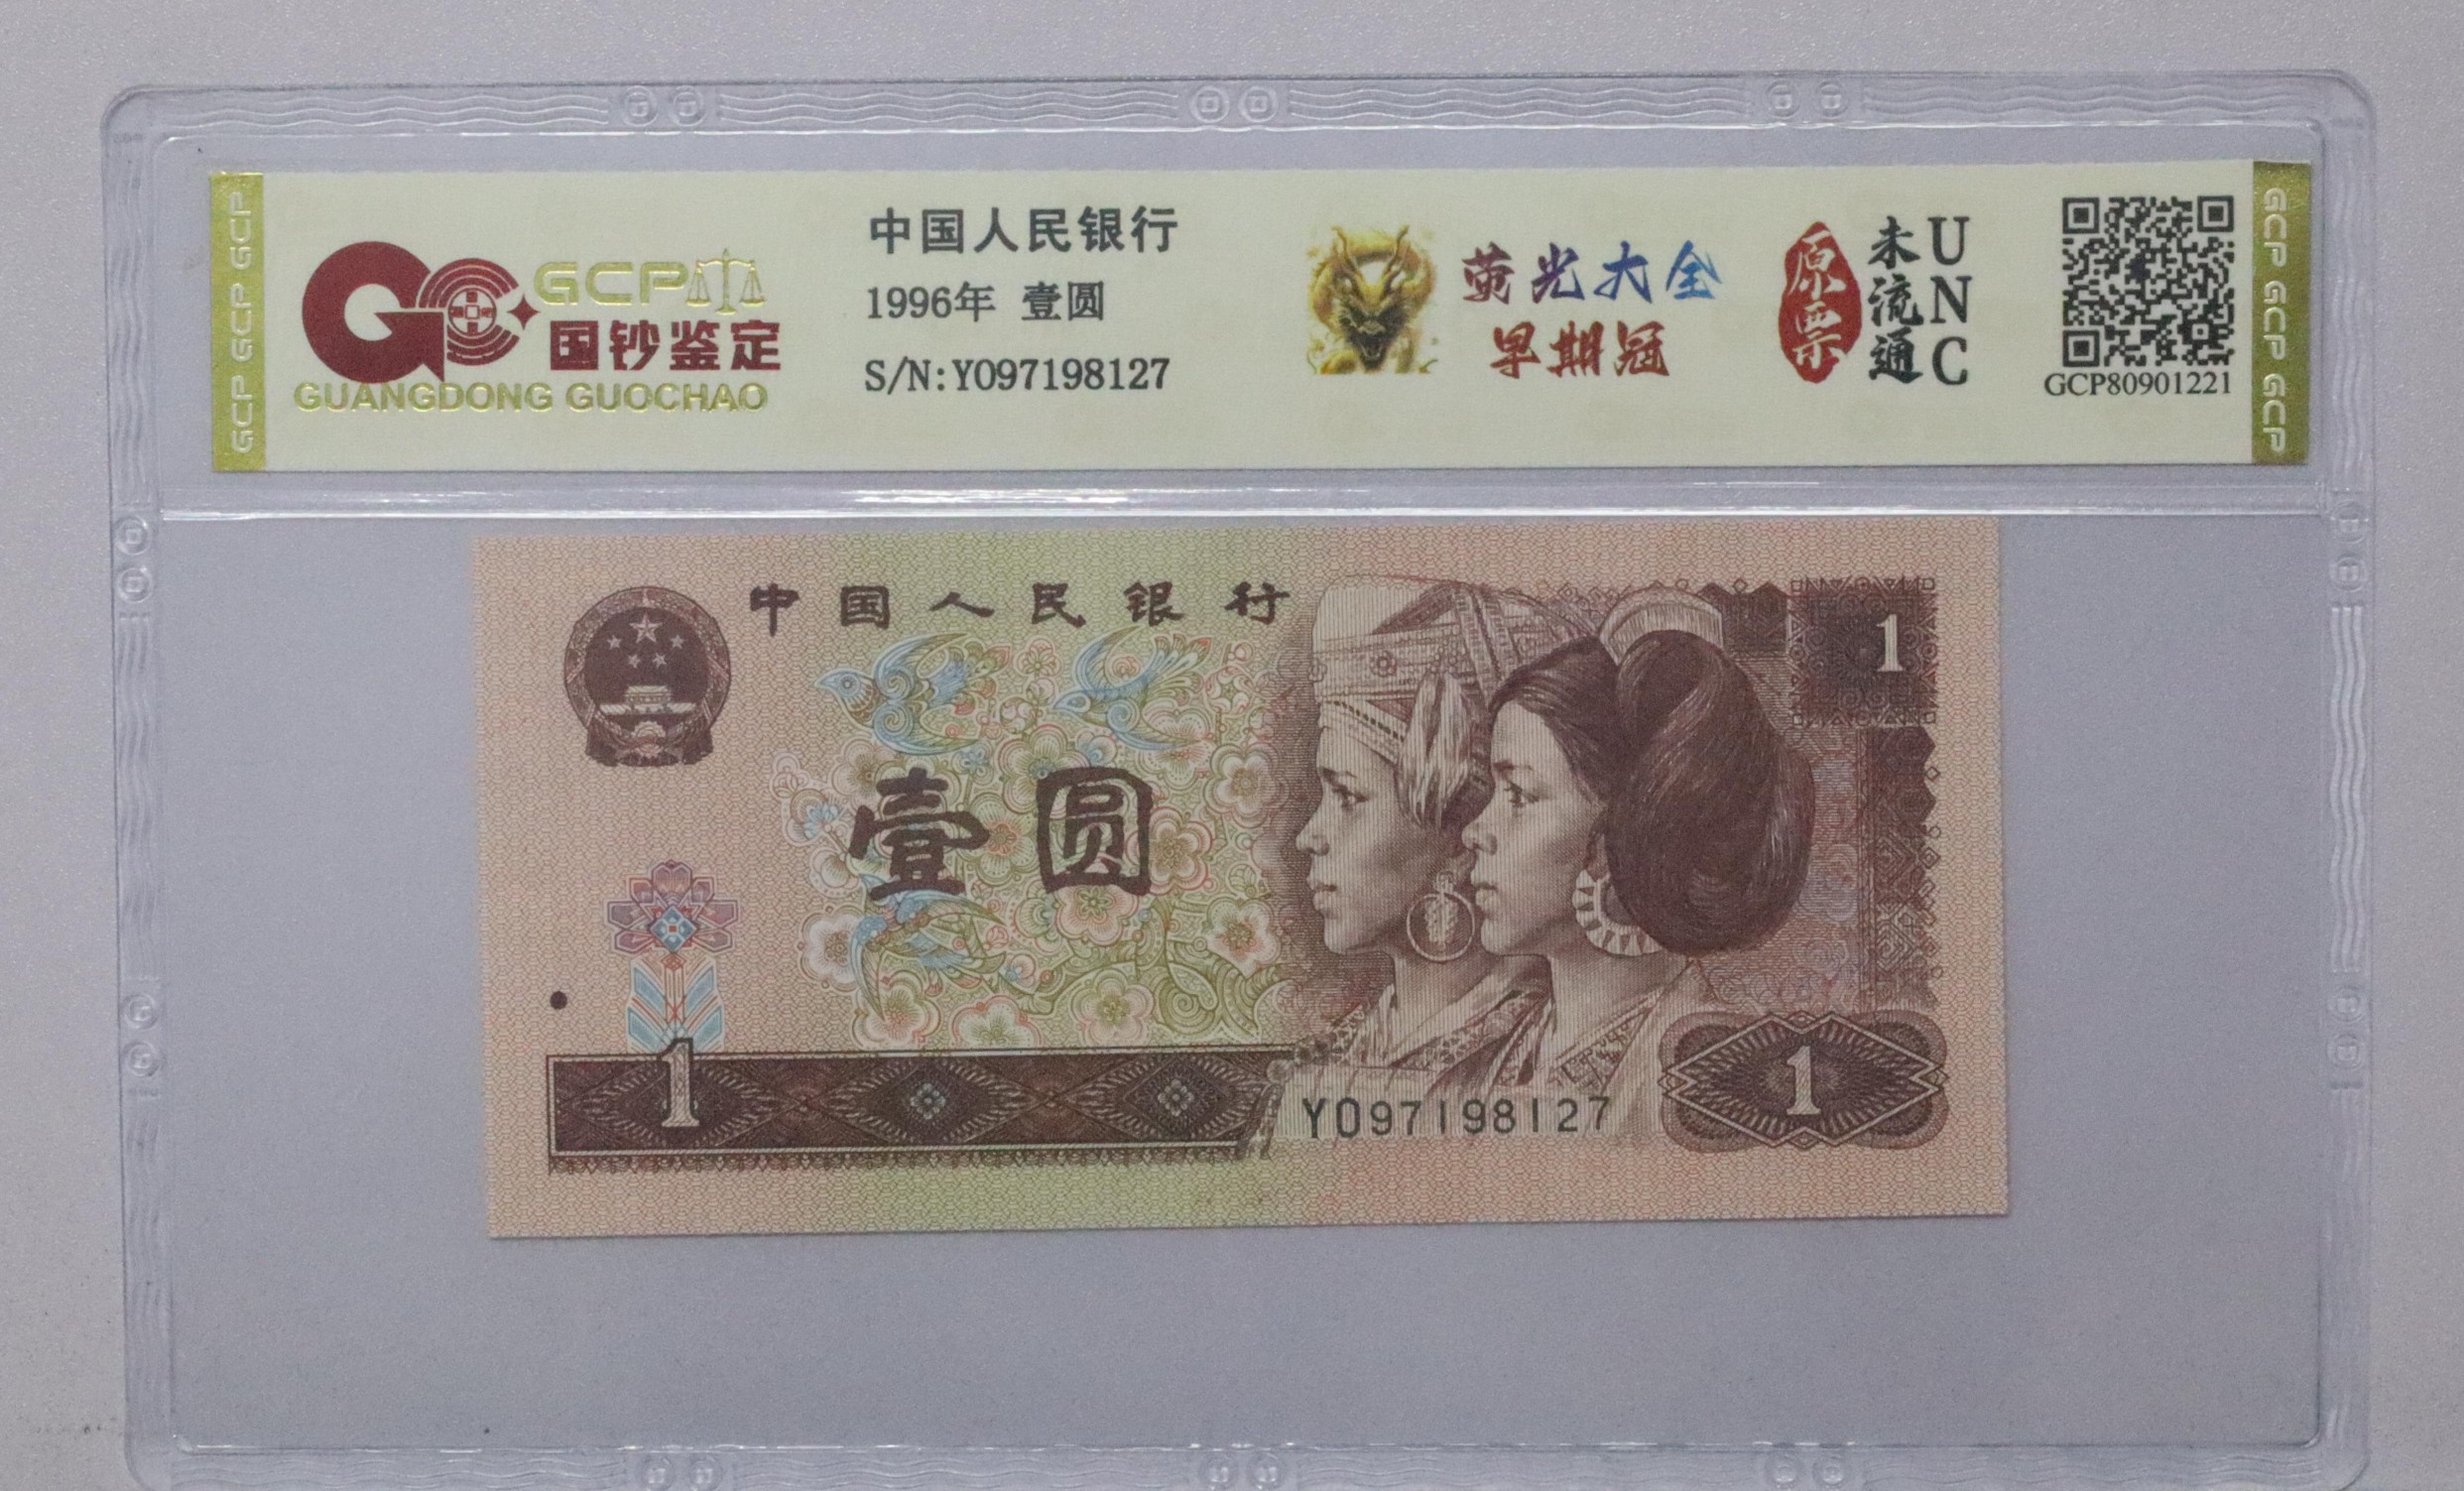 GCP GCP GCP
GCP
国钞鉴定
GUANGDONG GUOCHAO
中国人民银行
1996年 壹圆
S/N:YO97198127
荧光大全
早期冠
原票
未流通
UNC
GCP80901221
GCP GCP GCP
中国人民银行
1
壹圆
1
1
YO97198127